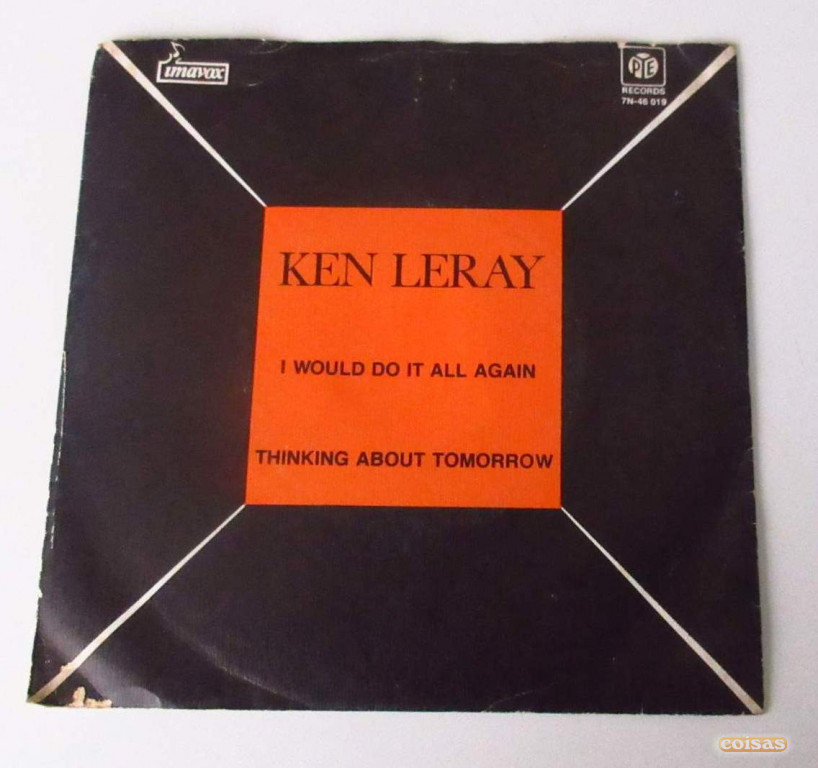 imavox
PYE
RECORDS
7N-46 019
KEN LERAY
I WOULD DO IT ALL AGAIN
THINKING ABOUT TOMORROW
coisas